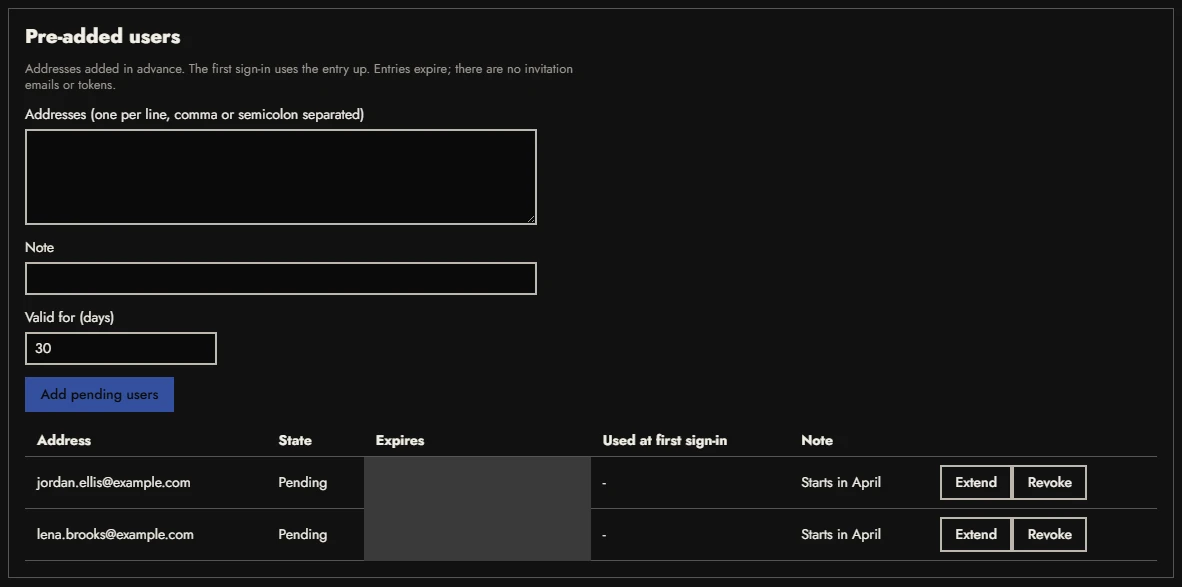 Pre-added users
Addresses added in advance. The first sign-in uses the entry up. Entries expire; there are no invitation
emails or tokens.
Addresses (one per line, comma or semicolon separated)
Note
Valid for (days)
30
Add pending users
Address State Expires Used at first sign-in Note
jordan.ellis@example.com Pending - Starts in April Extend Revoke
lena.brooks@example.com Pending - Starts in April Extend Revoke